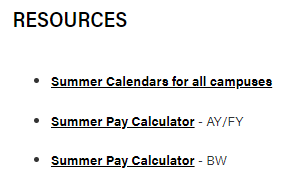 RESOURCES
Summer Calendars for all campuses
Summer Pay Calculator - AY/FY
Summer Pay Calculator - BW